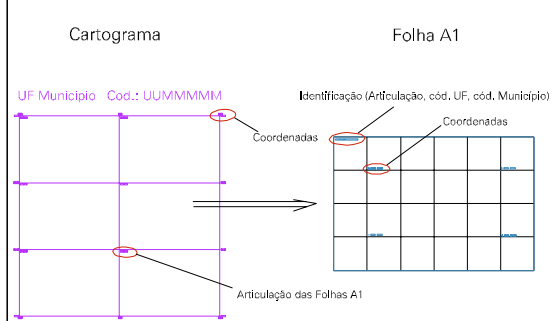 Cartograma
Folha A1
UF Município Cod.: UUMMMMM
Identificação (Articulação, cód. UF, cód. Município)
Coordenadas
Coordenadas
Articulação das Folhas A1